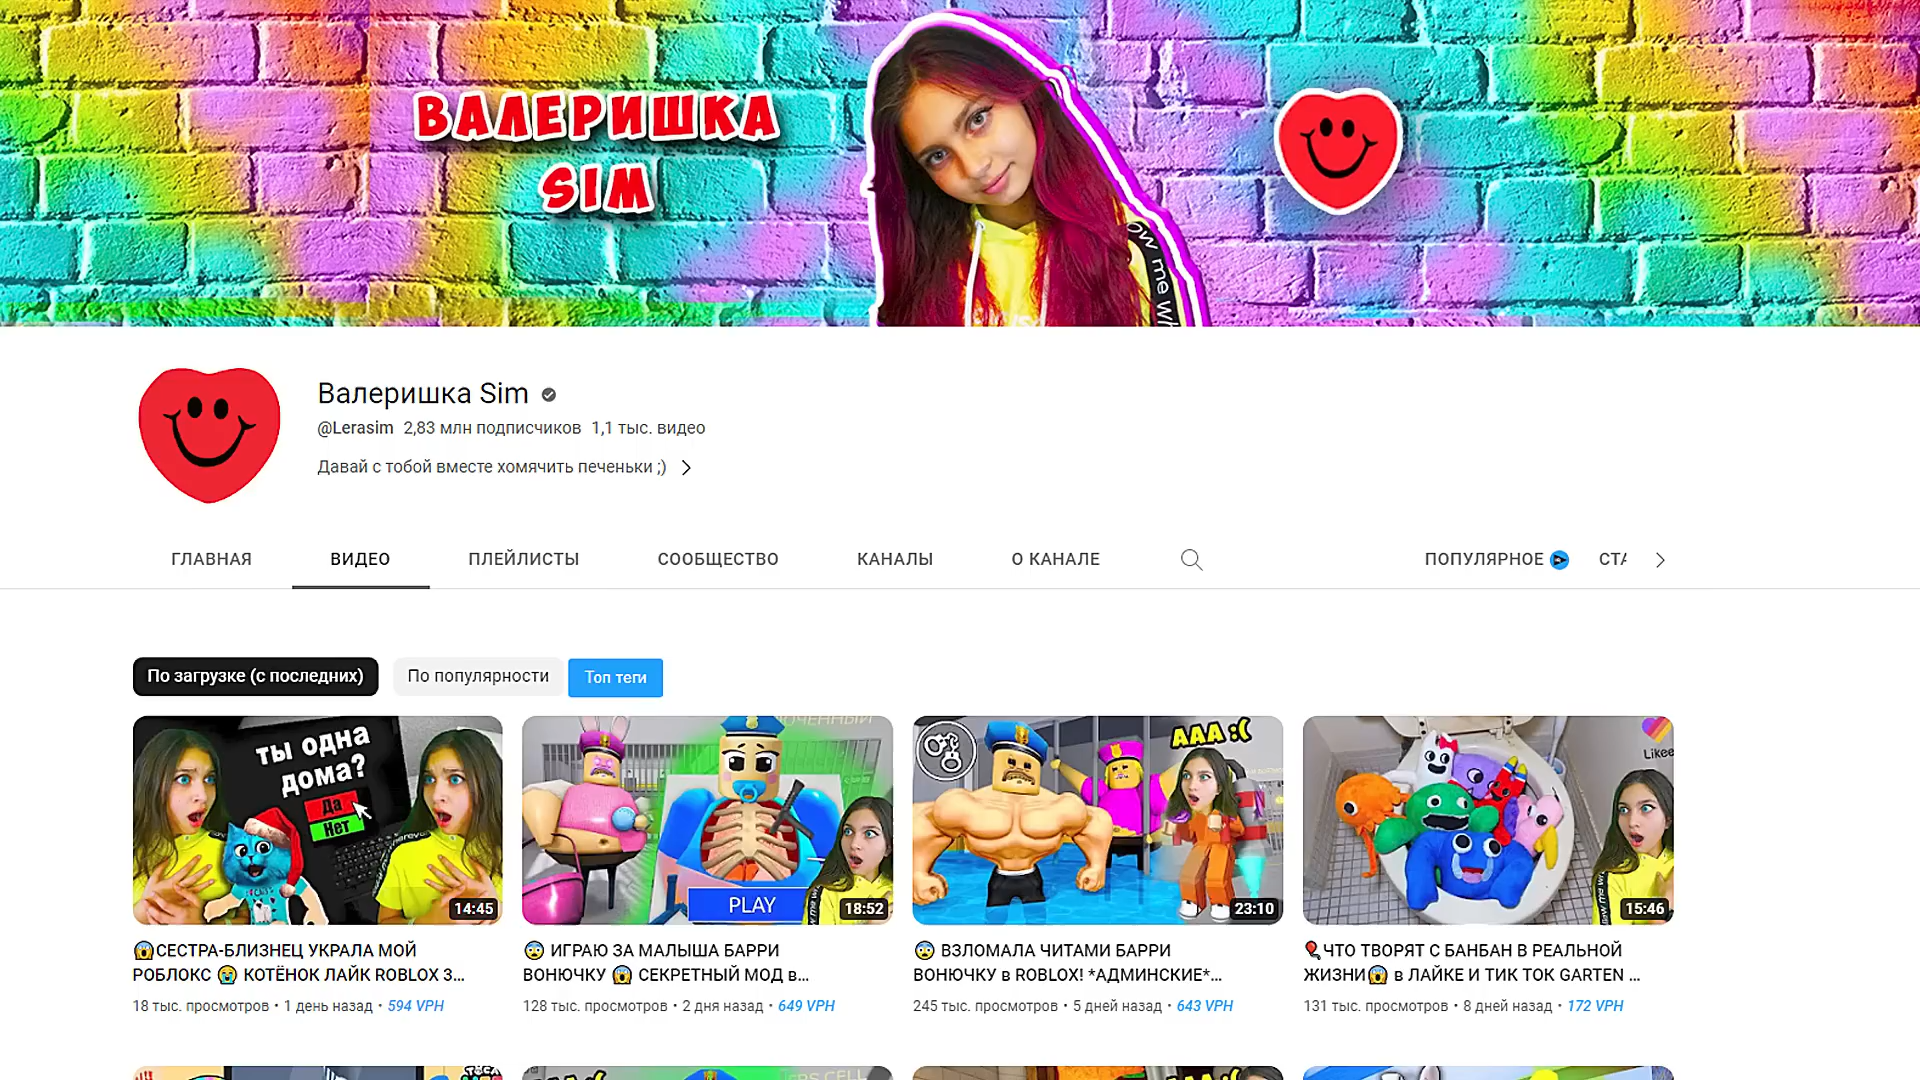 ВАЛЕРИШКА
SIM
ow me w
Валеришка Sim
@Lerasim 2,83 млн подписчиков 1,1 тыс. видео
Давай с тобой вместе хомячить печеньки ;)
ГЛАВНАЯ ВИДЕО ПЛЕЙЛИСТЫ СООБЩЕСТВО КАНАЛЫ О КАНАЛЕ ПОПУЛЯРНОЕ СТА
По загрузке (с последних) По популярности Топ теги
ты одна
дома?
Да
Нет
14:45
PLAY
18:52
ААА :(
23:10
Likee
15:46
😱СЕСТРА-БЛИЗНЕЦ УКРАЛА МОЙ
РОБЛОКС 😭 КОТЁНОК ЛАЙК ROBLOX 3...
18 тыс. просмотров • 1 день назад • 594 VPH
😨 ИГРАЮ ЗА МАЛЫША БАРРИ
ВОНЮЧКУ 😱 СЕКРЕТНЫЙ МОД в...
128 тыс. просмотров • 2 дня назад • 649 VPH
😨 ВЗЛОМАЛА ЧИТАМИ БАРРИ
ВОНЮЧКУ в ROBLOX! *АДМИНСКИЕ*...
245 тыс. просмотров • 5 дней назад • 643 VPH
🎈ЧТО ТВОРЯТ С БАНБАН В РЕАЛЬНОЙ
ЖИЗНИ😱 в ЛАЙКЕ И ТИК ТОК GARTEN ...
131 тыс. просмотров • 8 дней назад • 172 VPH